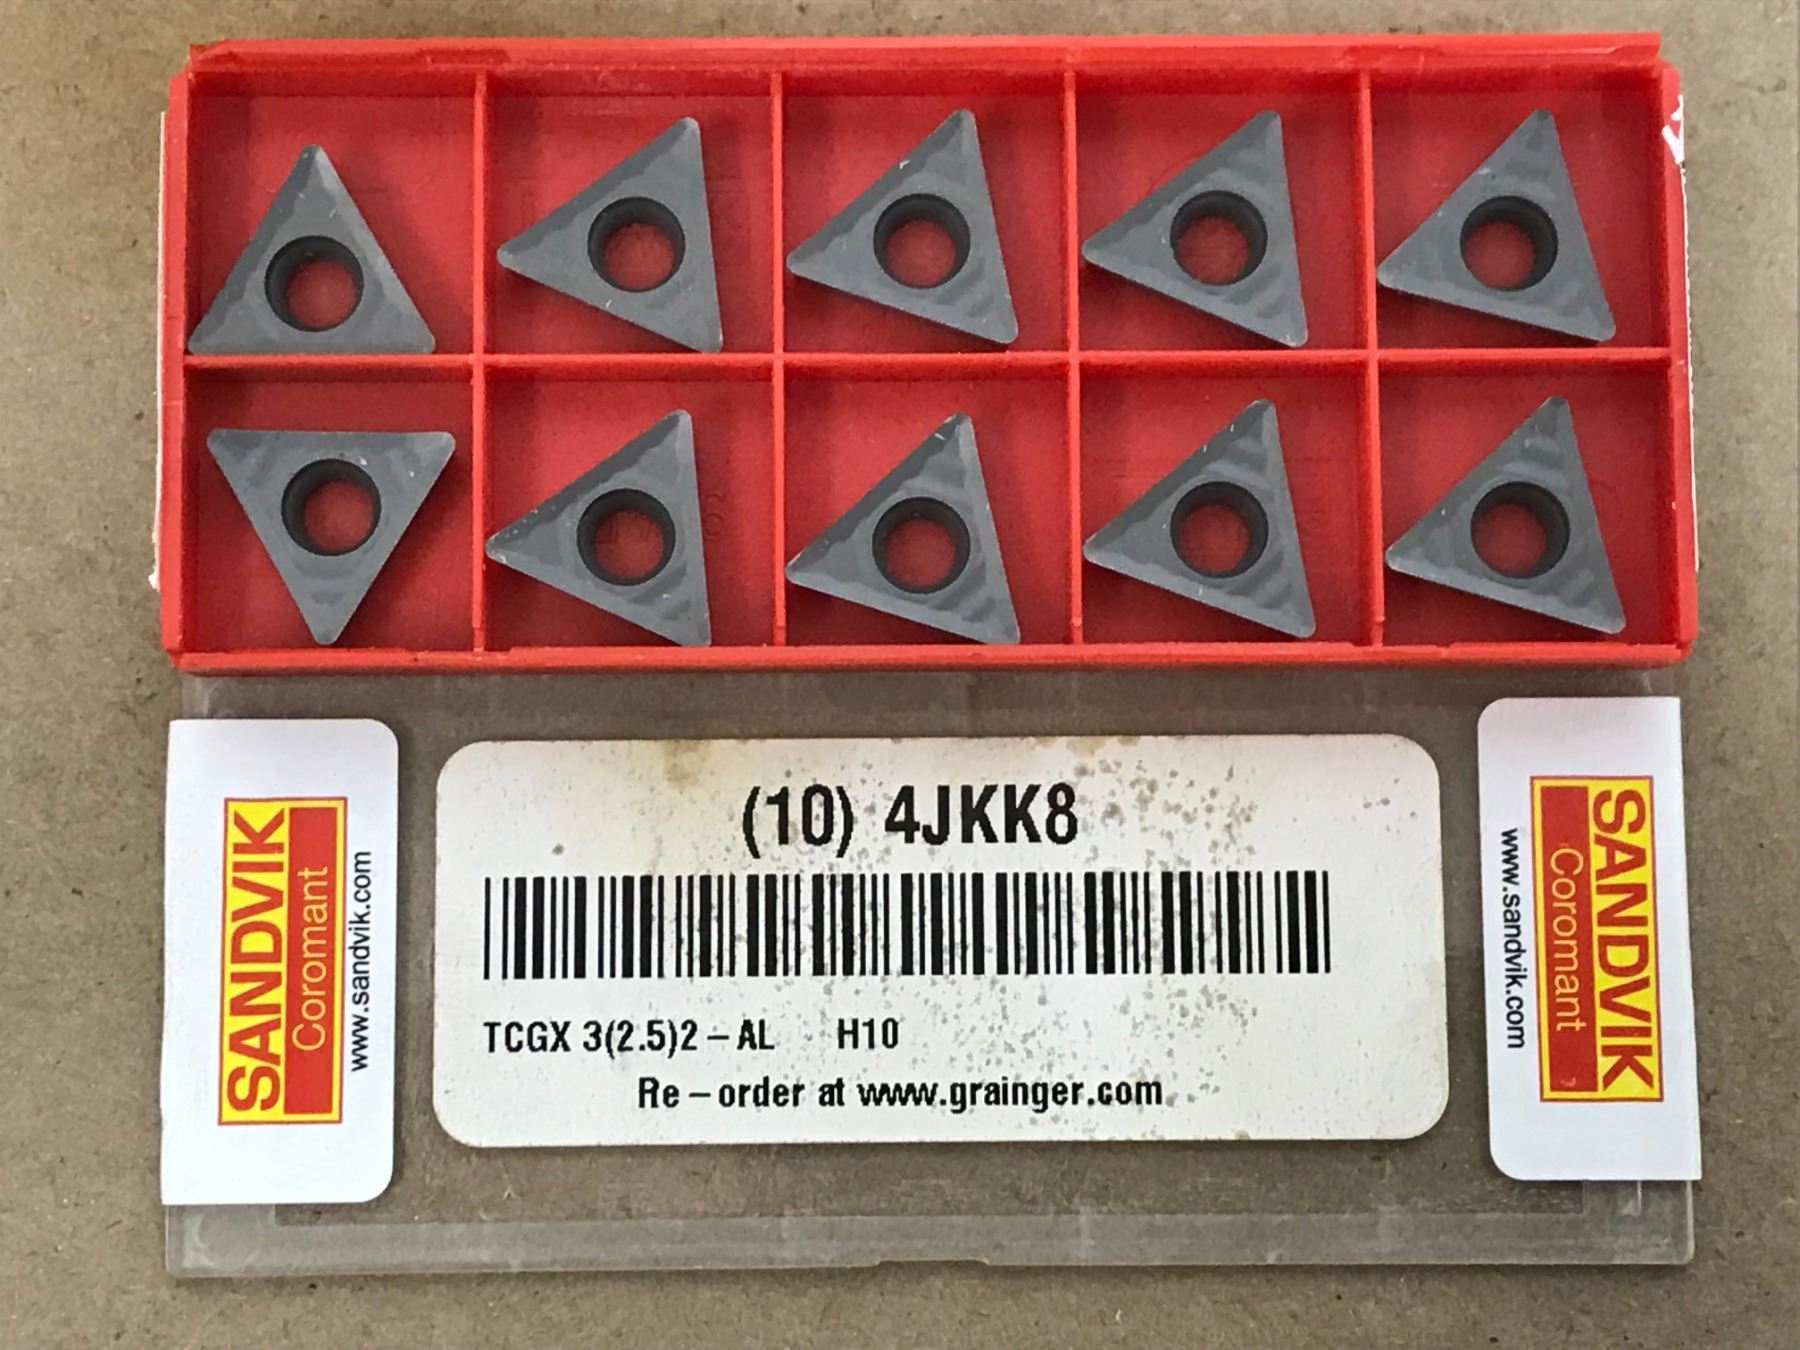 SANDVIK
Coromant
www.sandvik.com
(10) 4JKK8
TCGX 3(2.5)2-AL H10
Re-order at www.grainger.com
SANDVIK
Coromant
www.sandvik.com